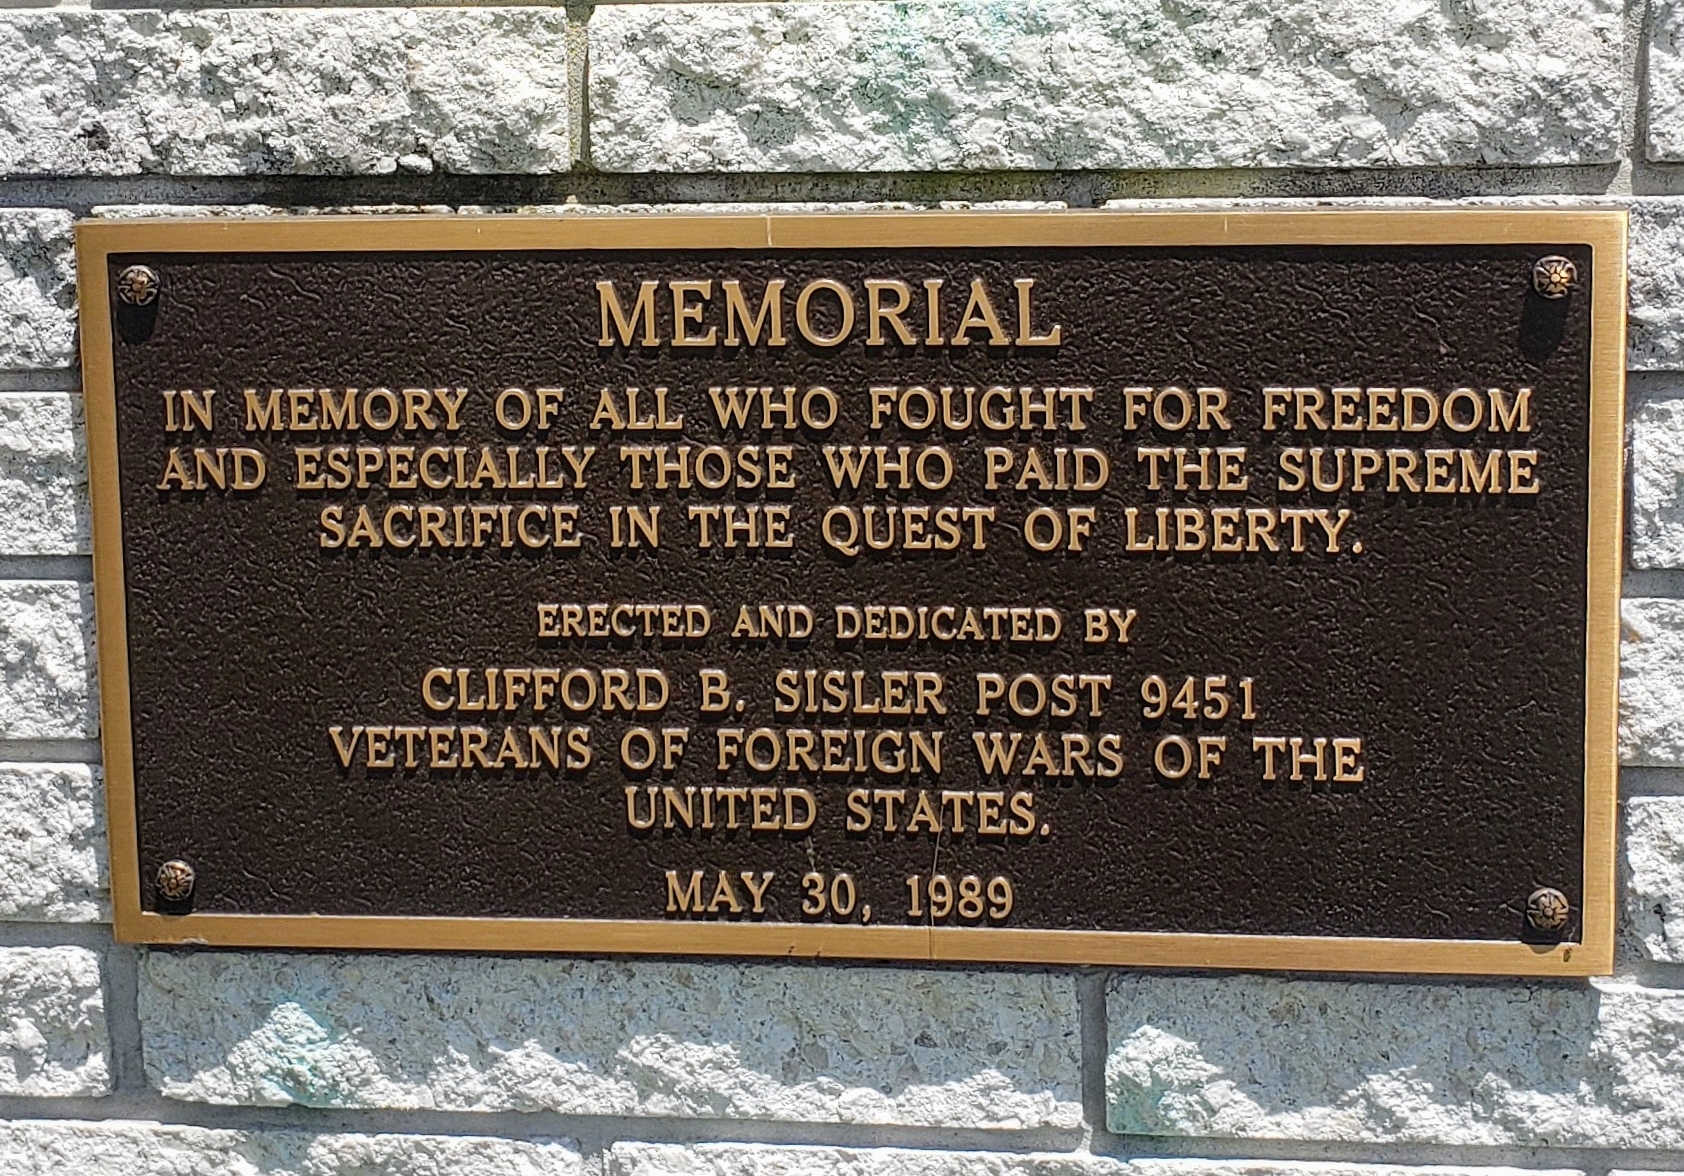 MEMORIAL
IN MEMORY OF ALL WHO FOUGHT FOR FREEDOM
AND ESPECIALLY THOSE WHO PAID THE SUPREME
SACRIFICE IN THE QUEST OF LIBERTY.
ERECTED AND DEDICATED BY
CLIFFORD B. SISLER POST 9451
VETERANS OF FOREIGN WARS OF THE
UNITED STATES.
MAY 30, 1989